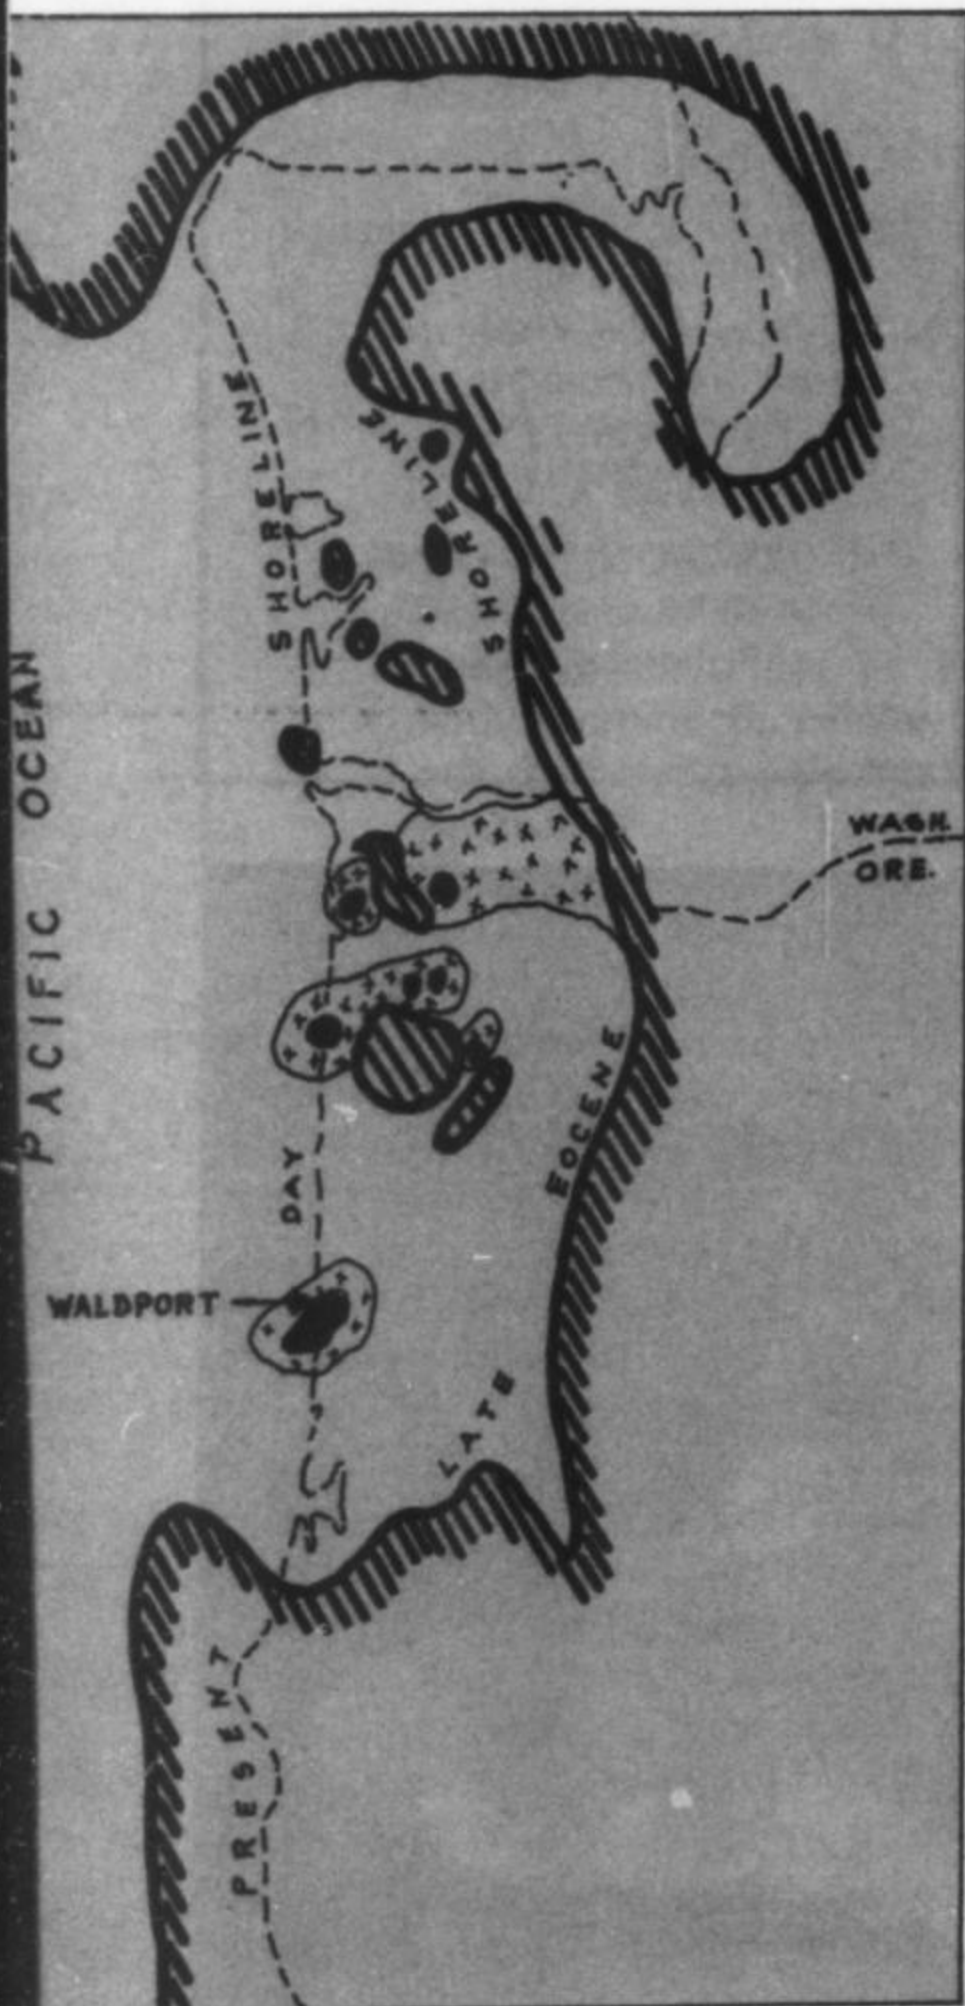 PACIFIC OCEAN
PRESENT DAY SHORELINE
LATE EOCENE SHORELINE
WASH.
ORE.
WALDPORT